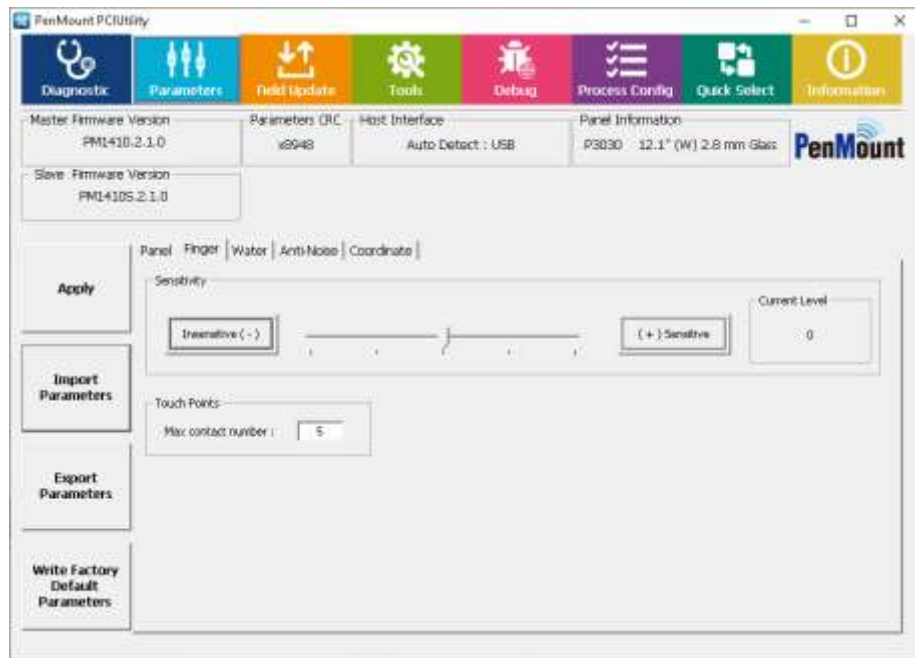 PenMount PCIUtility
Diagnostic
Parameters
Field Update
Tools
Debug
Process Config
Quick Select
Information
Master Firmware Version
PM1410.2.1.0
Parameters CRC
x8948
Host Interface
Auto Detect : USB
Panel Information
P3030 12.1" (W) 2.8 mm Glass
PenMount
Slave Firmware Version
PM1410S.2.1.0
Panel
Finger
Water
Anti-Noise
Coordinate
Apply
Import
Parameters
Export
Parameters
Write Factory
Default
Parameters
Sensitivity
Insensitive ( - )
( + ) Sensitive
Current Level
0
Touch Points
Max contact number :
5